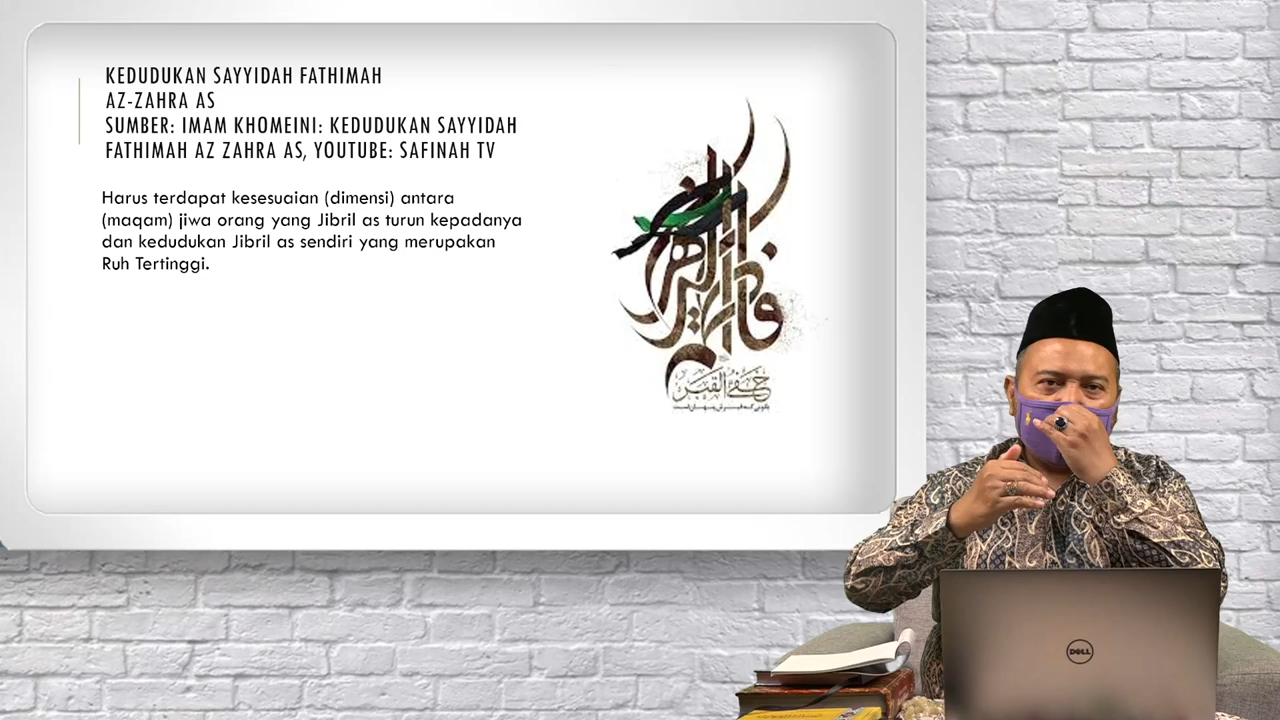 KEDUDUKAN SAYYIDAH FATHIMAH
AZ-ZAHRA AS
SUMBER: IMAM KHOMEINI: KEDUDUKAN SAYYIDAH
FATHIMAH AZ ZAHRA AS, YOUTUBE: SAFINAH TV
Harus terdapat kesesuaian (dimensi) antara
(maqam) jiwa orang yang Jibril as turun kepadanya
dan kedudukan Jibril as sendiri yang merupakan
Ruh Tertinggi.
فاطمة الزهراء
DELL